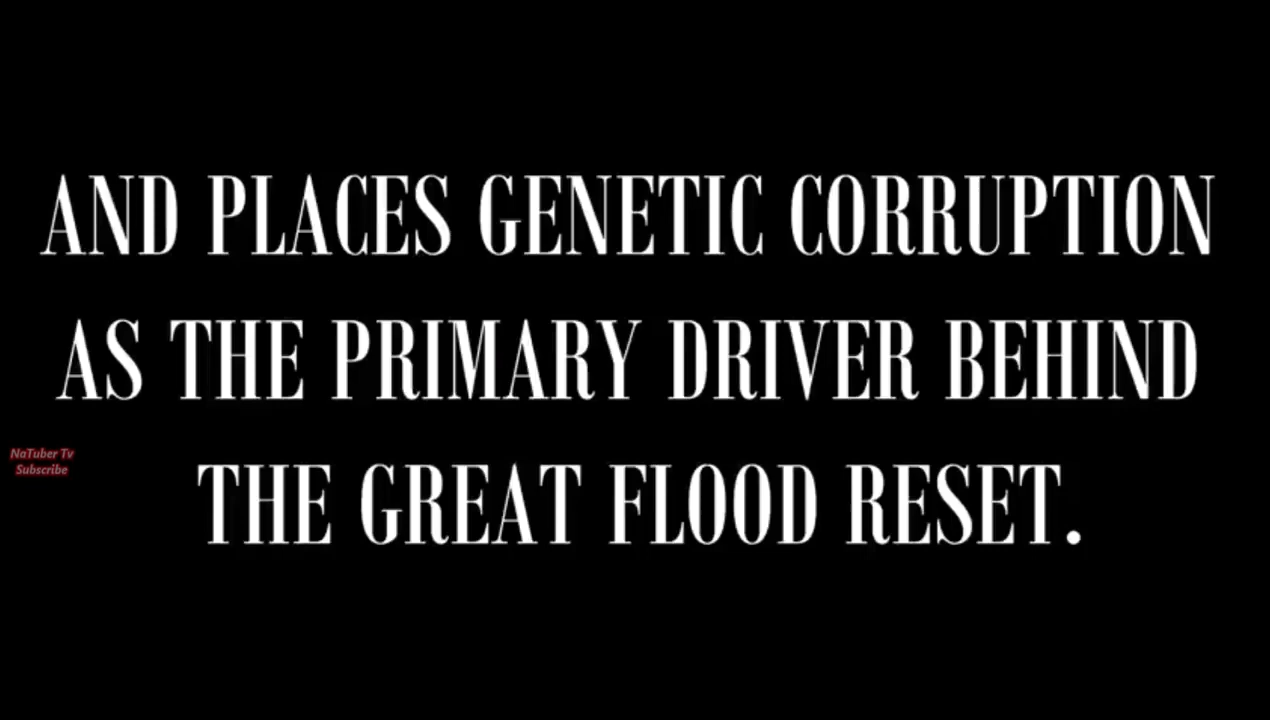 AND PLACES GENETIC CORRUPTION
AS THE PRIMARY DRIVER BEHIND
NaTuber Tv
Subscribe
THE GREAT FLOOD RESET.